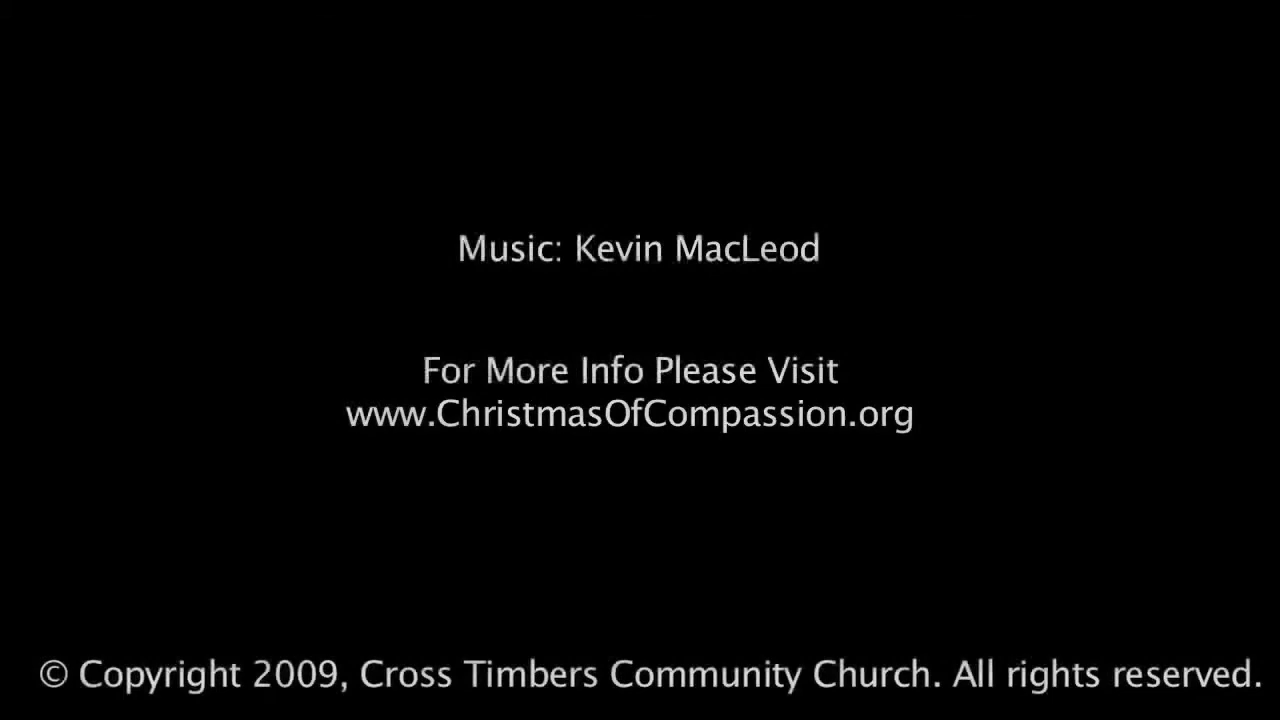 Music: Kevin MacLeod
For More Info Please Visit
www.ChristmasOfCompassion.org
© Copyright 2009, Cross Timbers Community Church. All rights reserved.